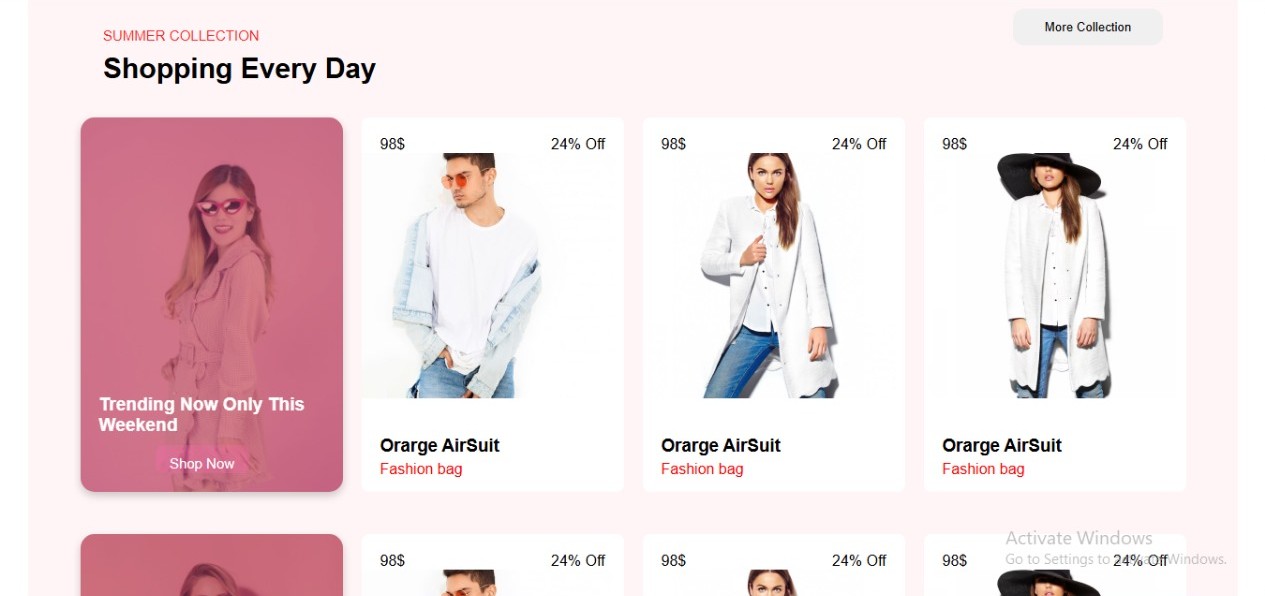 SUMMER COLLECTION
More Collection
Shopping Every Day
98$ 24% Off
98$ 24% Off
98$ 24% Off
Trending Now Only This
Weekend
Shop Now
Orarge AirSuit
Fashion bag
Orarge AirSuit
Fashion bag
Orarge AirSuit
Fashion bag
98$ 24% Off
98$ 24% Off
98$ 24% Off
Activate Windows
Go to Settings to activate Windows.